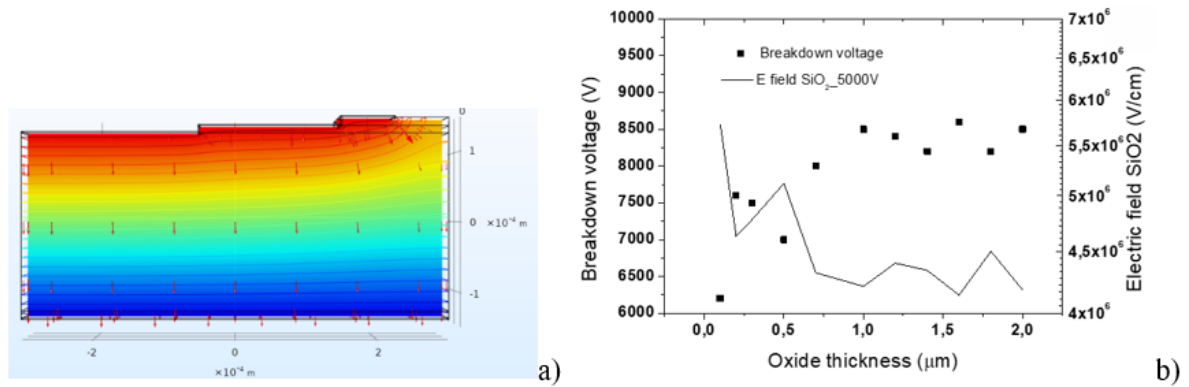 0
1
0
×10⁻⁴ m
-1
-2
0
2
×10⁻⁴ m
a)
10000
9500
9000
8500
8000
7500
7000
6500
6000
Breakdown voltage (V)
Breakdown voltage
E field SiO₂_5000V
7x10⁶
6,5x10⁶
6x10⁶
5,5x10⁶
5x10⁶
4,5x10⁶
4x10⁶
Electric field SiO2 (V/cm)
0,0
0,5
1,0
1,5
2,0
Oxide thickness (μm)
b)